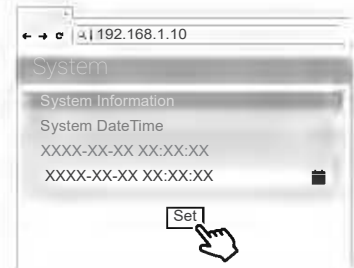 192.168.1.10
System
System Information
System DateTime
XXXX-XX-XX XX:XX:XX
XXXX-XX-XX XX:XX:XX
Set